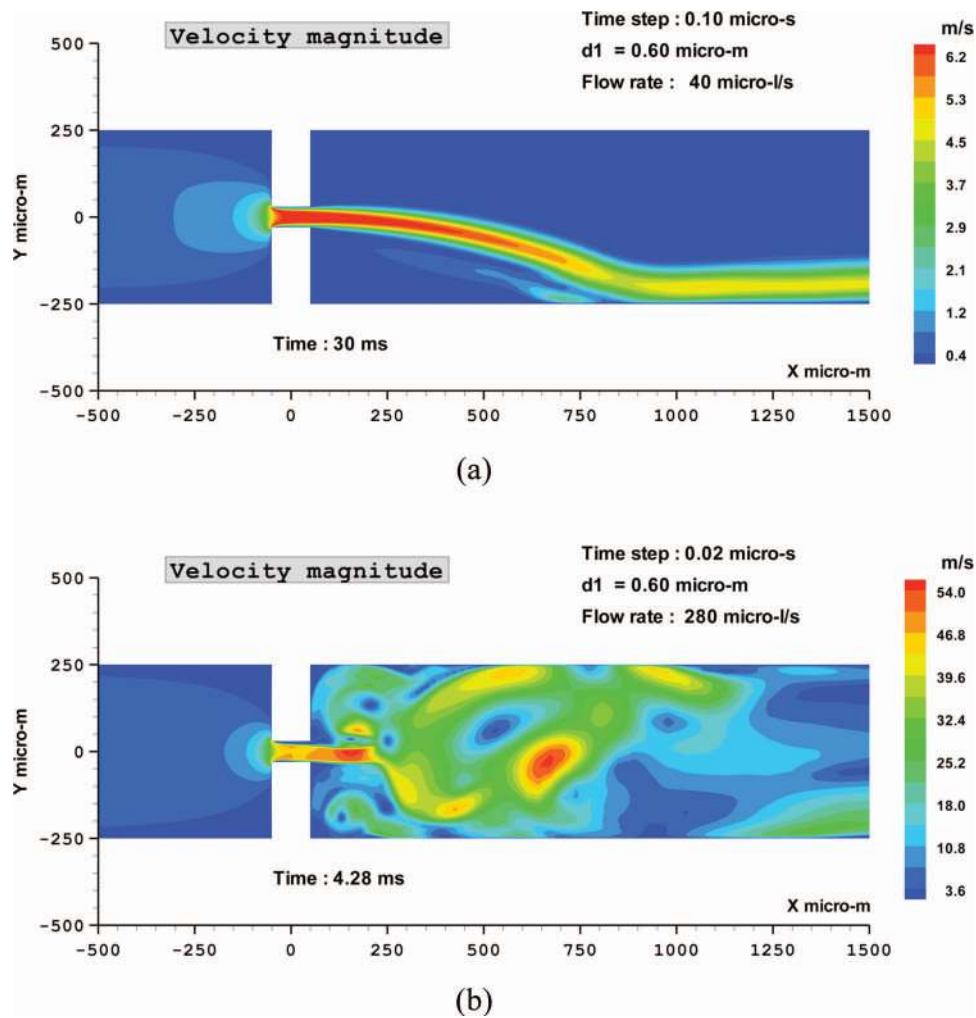 Velocity magnitude
Time step : 0.10 micro-s
d1 = 0.60 micro-m
Flow rate : 40 micro-l/s
m/s
6.2
5.3
4.5
3.7
2.9
2.1
1.2
0.4
500
250
0
-250
-500
Y micro-m
Time : 30 ms
X micro-m
-500 -250 0 250 500 750 1000 1250 1500
(a)
Velocity magnitude
Time step : 0.02 micro-s
d1 = 0.60 micro-m
Flow rate : 280 micro-l/s
m/s
54.0
46.8
39.6
32.4
25.2
18.0
10.8
3.6
500
250
0
-250
-500
Y micro-m
Time : 4.28 ms
X micro-m
-500 -250 0 250 500 750 1000 1250 1500
(b)